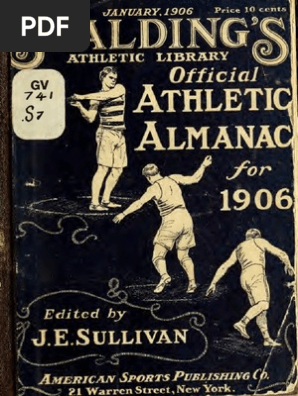 PDF
JANUARY, 1906 Price 10 cents
SPALDING'S
ATHLETIC LIBRARY
GV
741
.S7
Official
ATHLETIC
ALMANAC
for
1906
&
Edited by
J.E. SULLIVAN
AMERICAN SPORTS PUBLISHING CO.
21 Warren Street, New York.